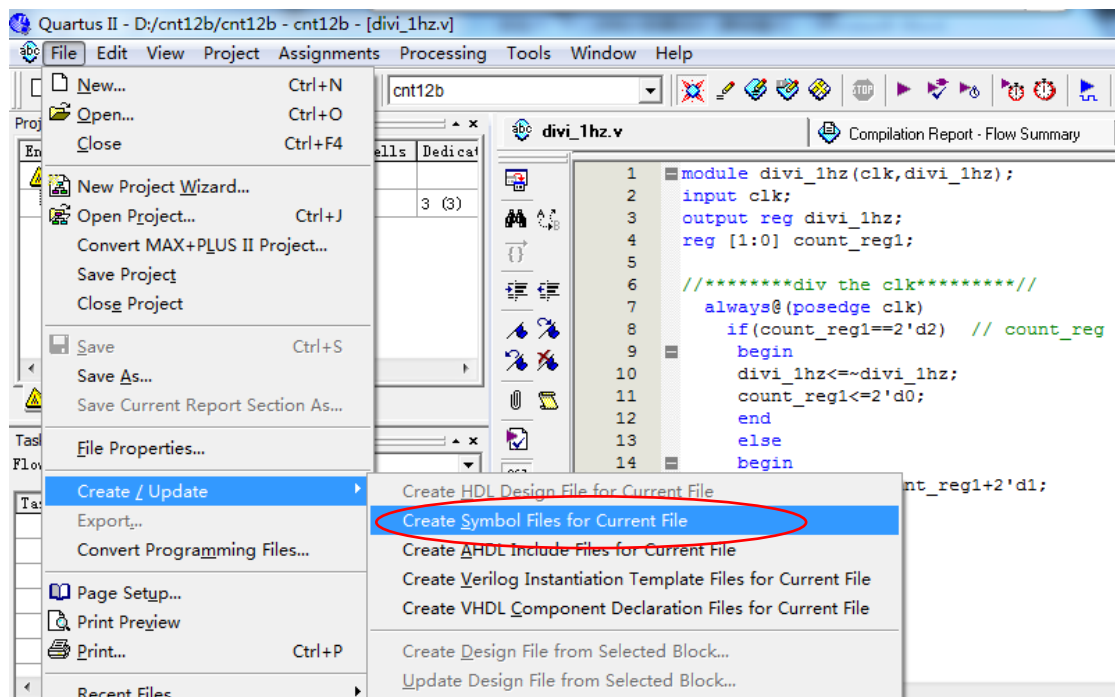 Quartus II - D:/cnt12b/cnt12b - cnt12b - [divi_1hz.v]
File Edit View Project Assignments Processing Tools Window Help
New... Ctrl+N
cnt12b
Open... Ctrl+O
Close Ctrl+F4
New Project Wizard...
Open Project... Ctrl+J
Convert MAX+PLUS II Project...
Save Project
Close Project
Save Ctrl+S
Save As...
Save Current Report Section As...
File Properties...
Create / Update
Export...
Convert Programming Files...
Page Setup...
Print Preview
Print... Ctrl+P
Recent Files
3 (3)
divi_1hz.v
Compilation Report - Flow Summary
1 module divi_1hz(clk,divi_1hz);
2 input clk;
3 output reg divi_1hz;
4 reg [1:0] count_reg1;
5
6 //********div the clk*********//
7 always@(posedge clk)
8 if(count_reg1==2'd2) // count_reg
9 begin
10 divi_1hz<=~divi_1hz;
11 count_reg1<=2'd0;
12 end
13 else
14 begin
nt_reg1+2'd1;
Create HDL Design File for Current File
Create Symbol Files for Current File
Create AHDL Include Files for Current File
Create Verilog Instantiation Template Files for Current File
Create VHDL Component Declaration Files for Current File
Create Design File from Selected Block...
Update Design File from Selected Block...